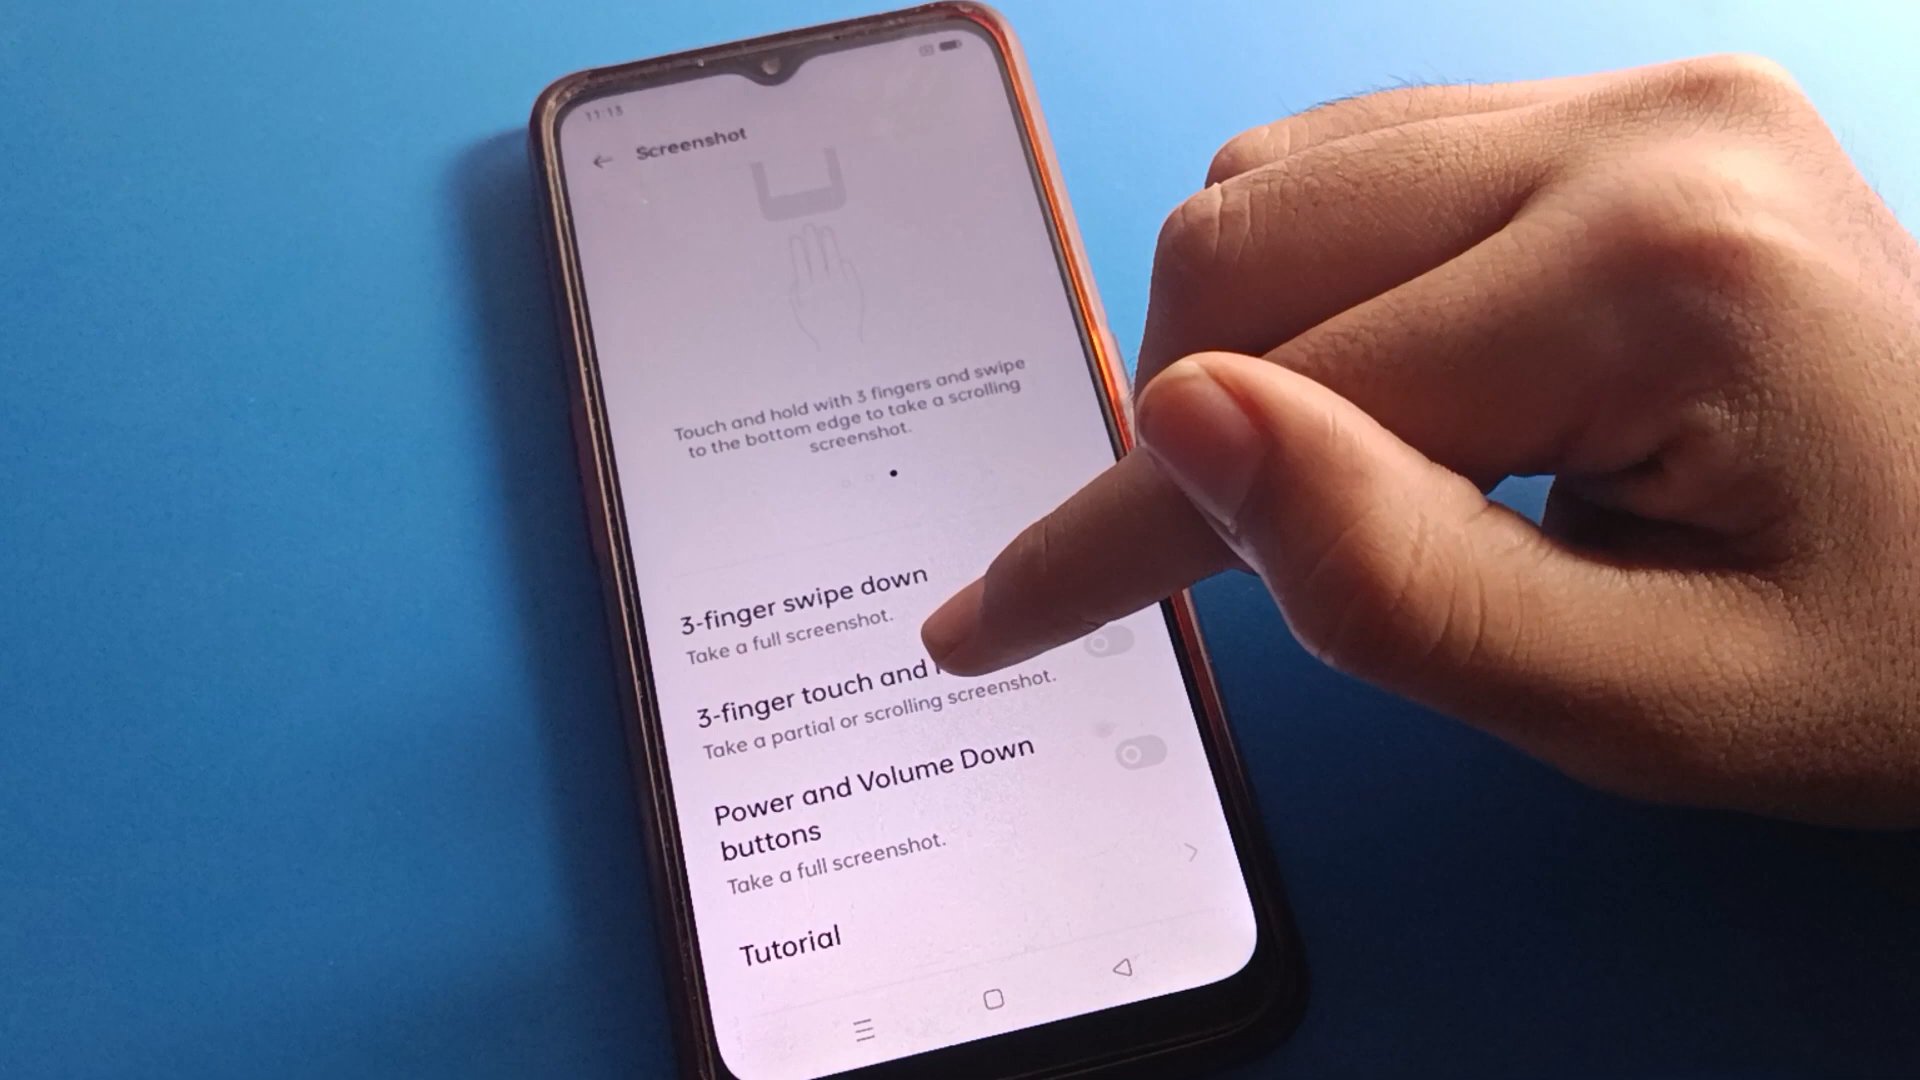 11:13
Screenshot
Touch and hold with 3 fingers and swipe
to the bottom edge to take a scrolling
screenshot.
3-finger swipe down
Take a full screenshot.
3-finger touch and
Take a partial or scrolling screenshot.
Power and Volume Down
buttons
Take a full screenshot.
Tutorial